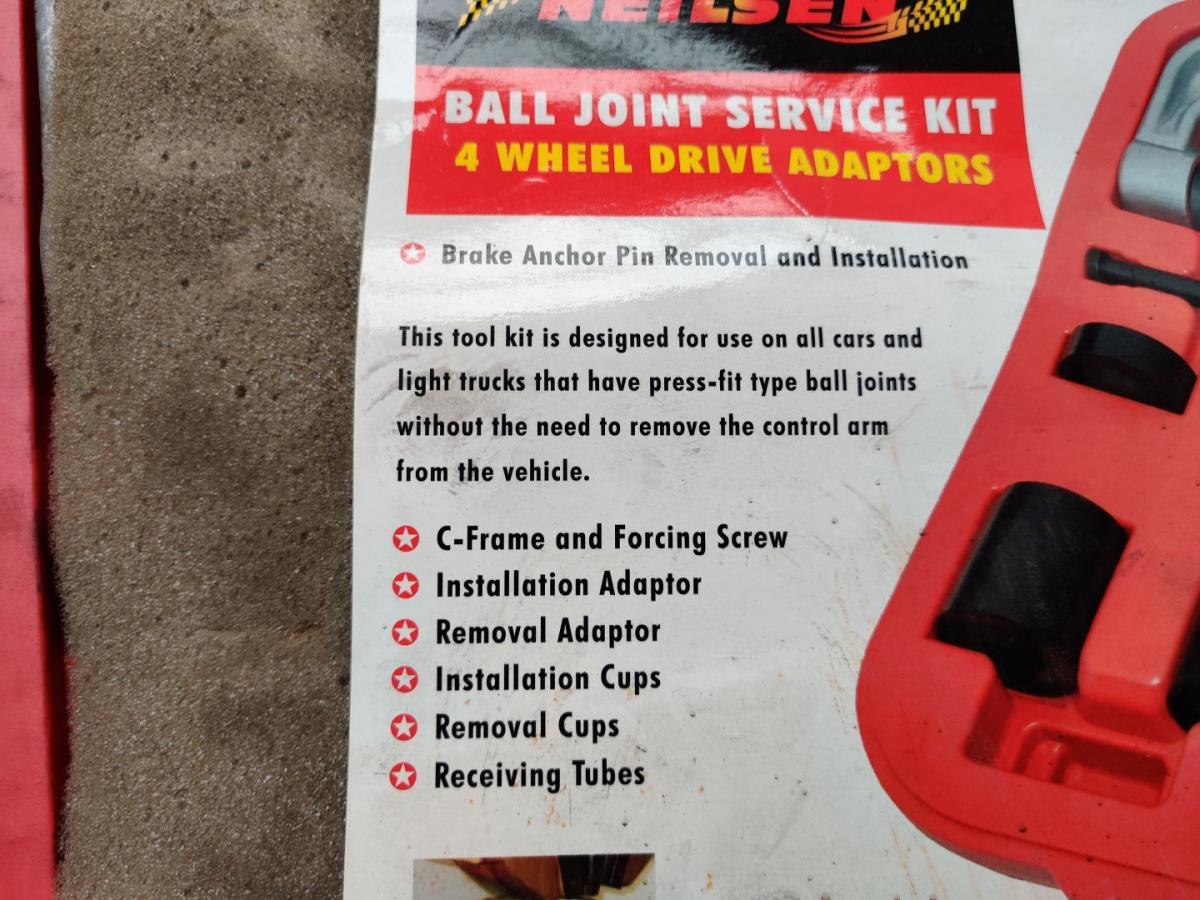 NEILSEN
BALL JOINT SERVICE KIT
4 WHEEL DRIVE ADAPTORS
Brake Anchor Pin Removal and Installation
This tool kit is designed for use on all cars and
light trucks that have press-fit type ball joints
without the need to remove the control arm
from the vehicle.
C-Frame and Forcing Screw
Installation Adaptor
Removal Adaptor
Installation Cups
Removal Cups
Receiving Tubes